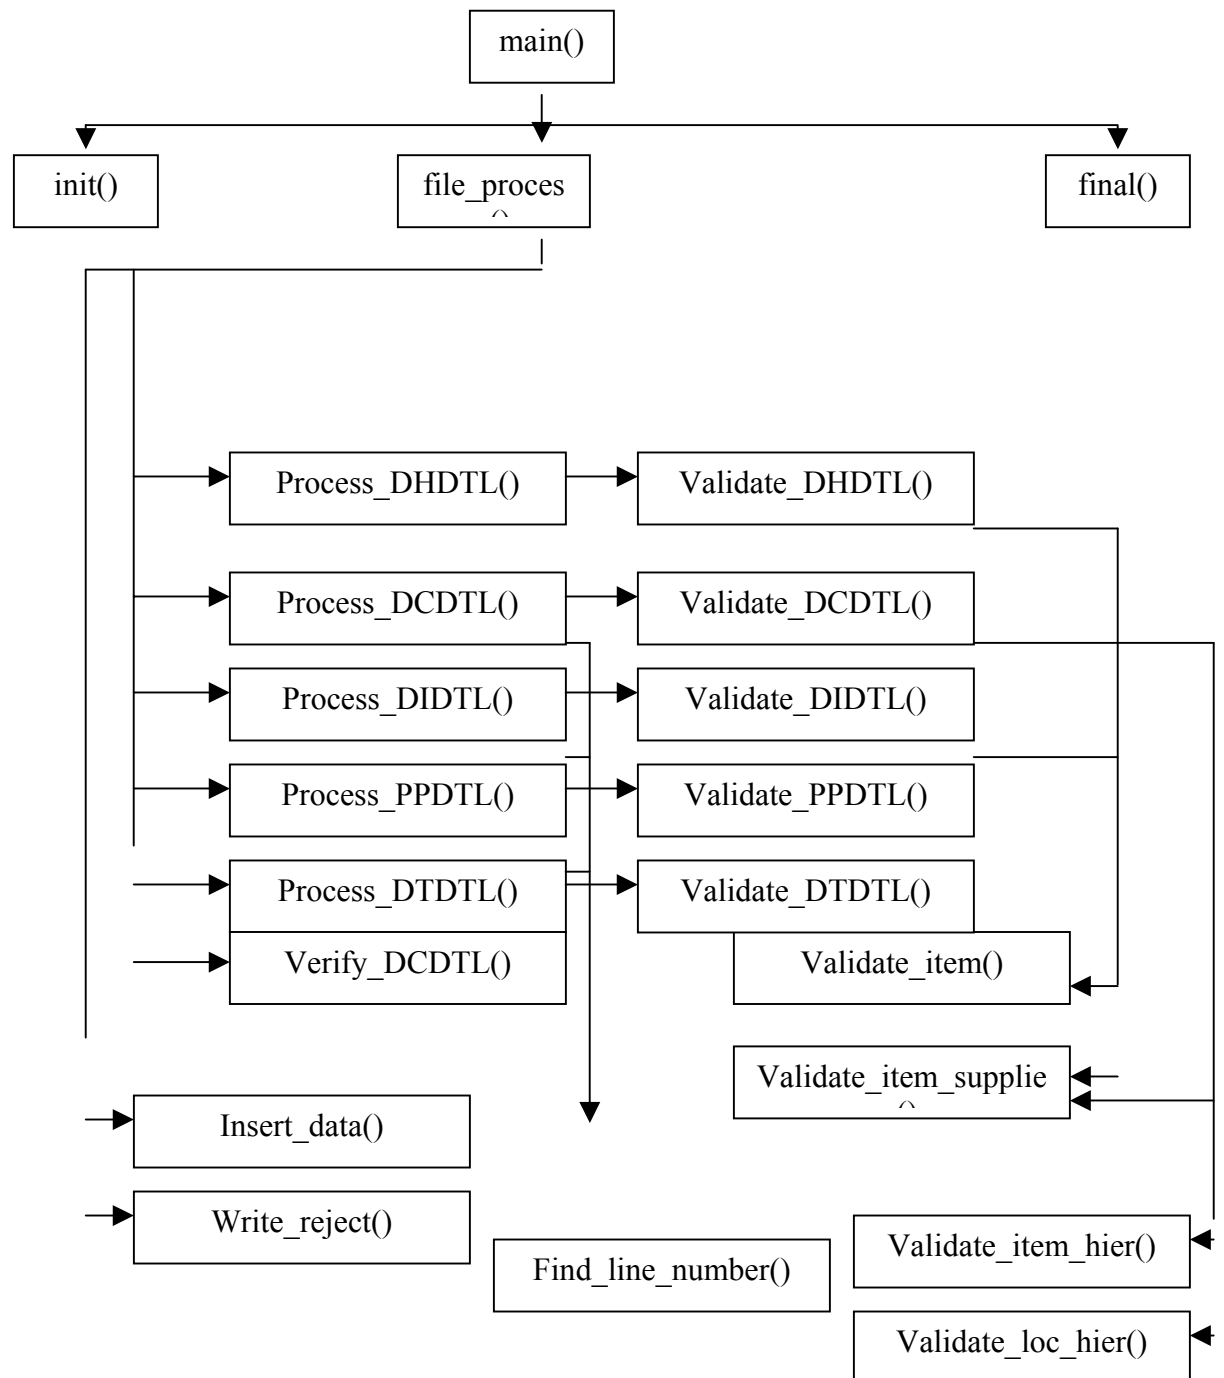 main()
init()
file_proces
final()
Process_DHDTL()
Validate_DHDTL()
Process_DCDTL()
Validate_DCDTL()
Process_DIDTL()
Validate_DIDTL()
Process_PPDTL()
Validate_PPDTL()
Process_DTDTL()
Validate_DTDTL()
Verify_DCDTL()
Validate_item()
Validate_item_supplie
Insert_data()
Write_reject()
Validate_item_hier()
Find_line_number()
Validate_loc_hier()